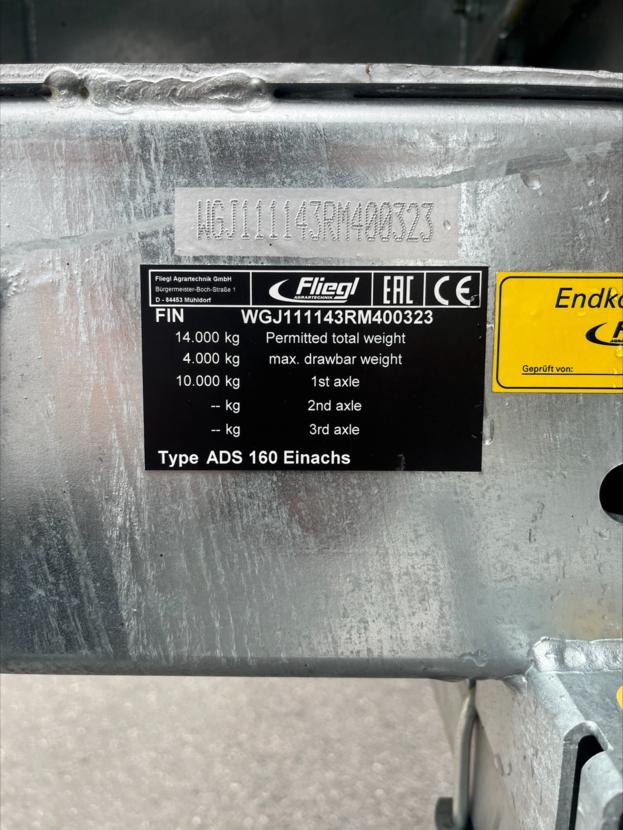 WGJ111143RM400323
Fliegl Agrartechnik GmbH
Bürgermeister-Boch-Straße 1
D - 84453 Mühldorf
Fliegl
AGRARTECHNIK
EAC
CE
FIN WGJ111143RM400323
14.000 kg Permitted total weight
4.000 kg max. drawbar weight
10.000 kg 1st axle
-- kg 2nd axle
-- kg 3rd axle
Type ADS 160 Einachs
Geprüft von: